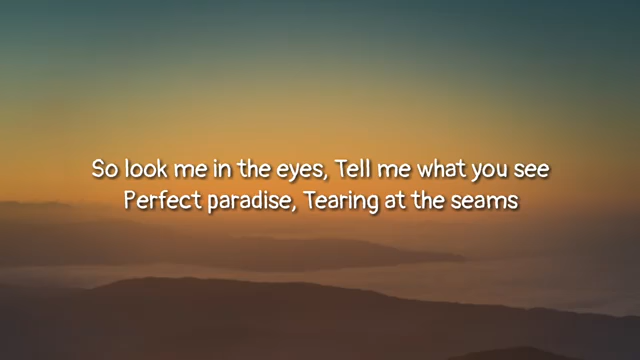 So look me in the eyes, Tell me what you see
Perfect paradise, Tearing at the seams